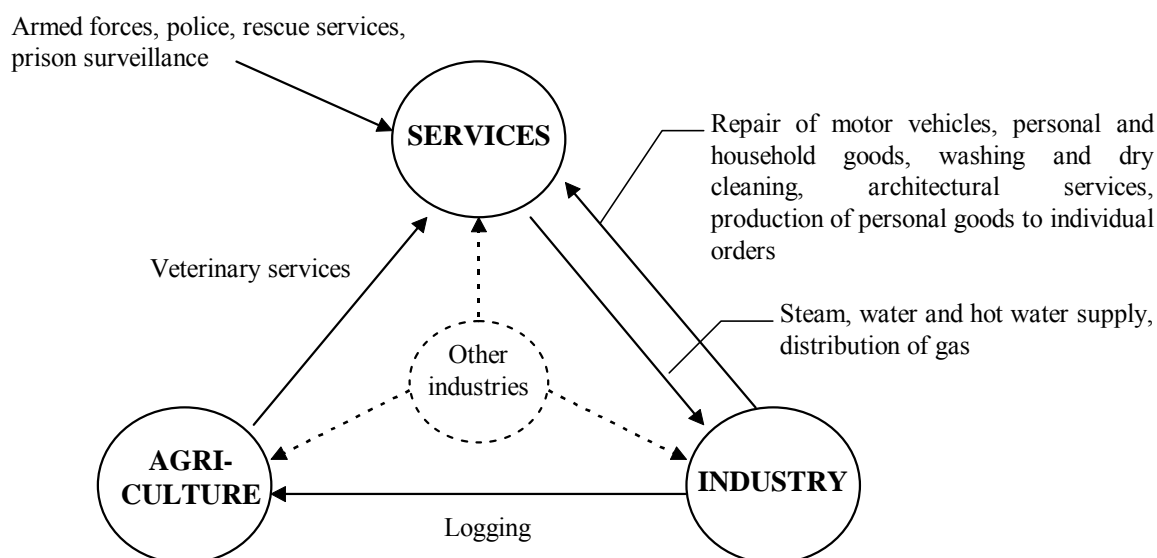 Armed forces, police, rescue services,
prison surveillance
SERVICES
Repair of motor vehicles, personal and
household goods, washing and dry
cleaning, architectural services,
production of personal goods to individual
orders
Veterinary services
Steam, water and hot water supply,
distribution of gas
Other
industries
AGRI-
CULTURE
INDUSTRY
Logging